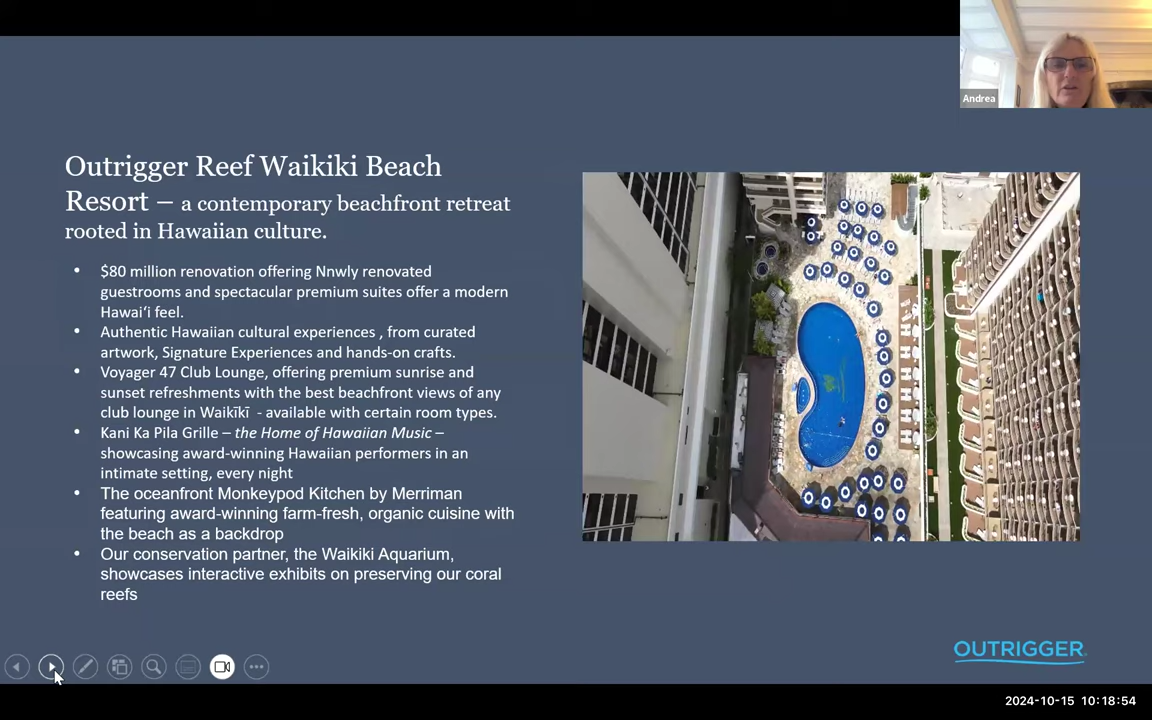 Andrea
Outrigger Reef Waikiki Beach
Resort – a contemporary beachfront retreat
rooted in Hawaiian culture.
• $80 million renovation offering Nnwly renovated
guestrooms and spectacular premium suites offer a modern
Hawaiʻi feel.
• Authentic Hawaiian cultural experiences , from curated
artwork, Signature Experiences and hands-on crafts.
• Voyager 47 Club Lounge, offering premium sunrise and
sunset refreshments with the best beachfront views of any
club lounge in Waikīkī - available with certain room types.
• Kani Ka Pila Grille – the Home of Hawaiian Music –
showcasing award-winning Hawaiian performers in an
intimate setting, every night
• The oceanfront Monkeypod Kitchen by Merriman
featuring award-winning farm-fresh, organic cuisine with
the beach as a backdrop
• Our conservation partner, the Waikiki Aquarium,
showcases interactive exhibits on preserving our coral
reefs
OUTRIGGER.
2024-10-15 10:18:54